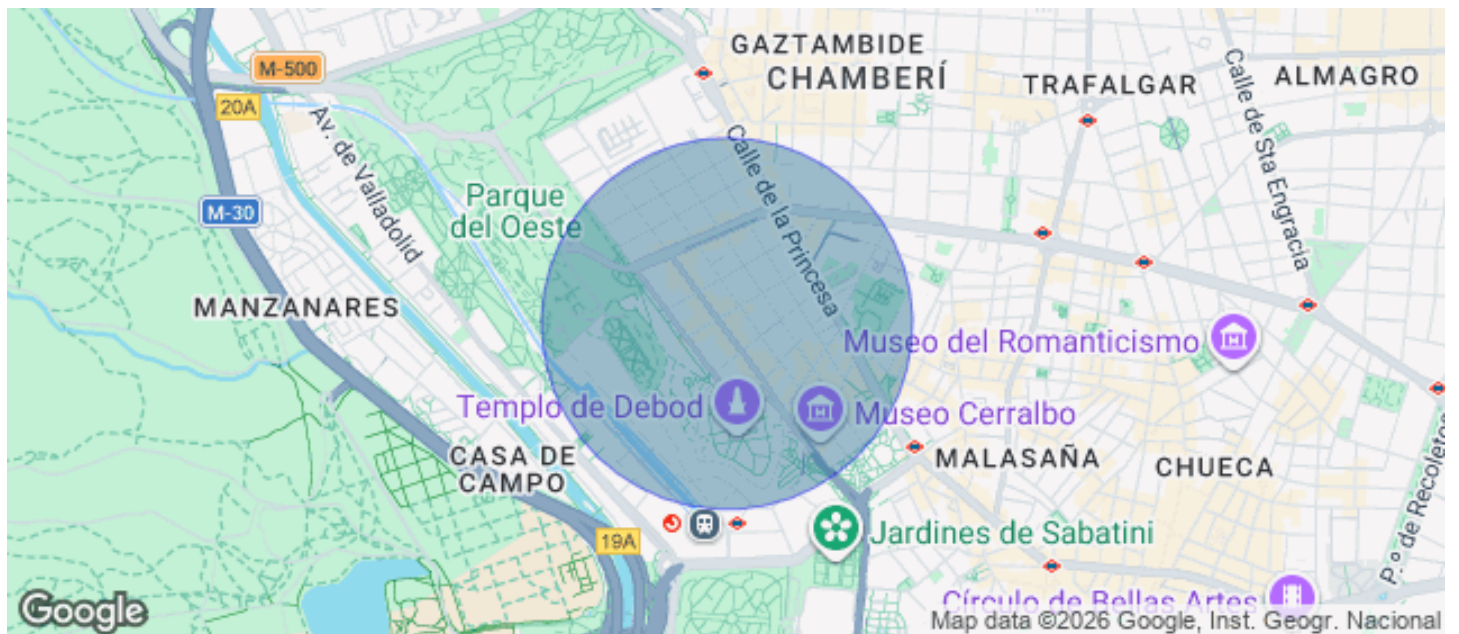 GAZTAMBIDE
CHAMBERÍ
TRAFALGAR
ALMAGRO
M-500
20A
Av. de Valladolid
Calle de la Princesa
Calle de Sta Engracia
Parque
del Oeste
M-30
MANZANARES
Museo del Romanticismo
Templo de Debod
Museo Cerralbo
CASA DE
CAMPO
MALASAÑA
CHUECA
P.º de Recoletos
19A
Jardines de Sabatini
Círculo de Bellas Artes
Google
Map data ©2026 Google, Inst. Geogr. Nacional